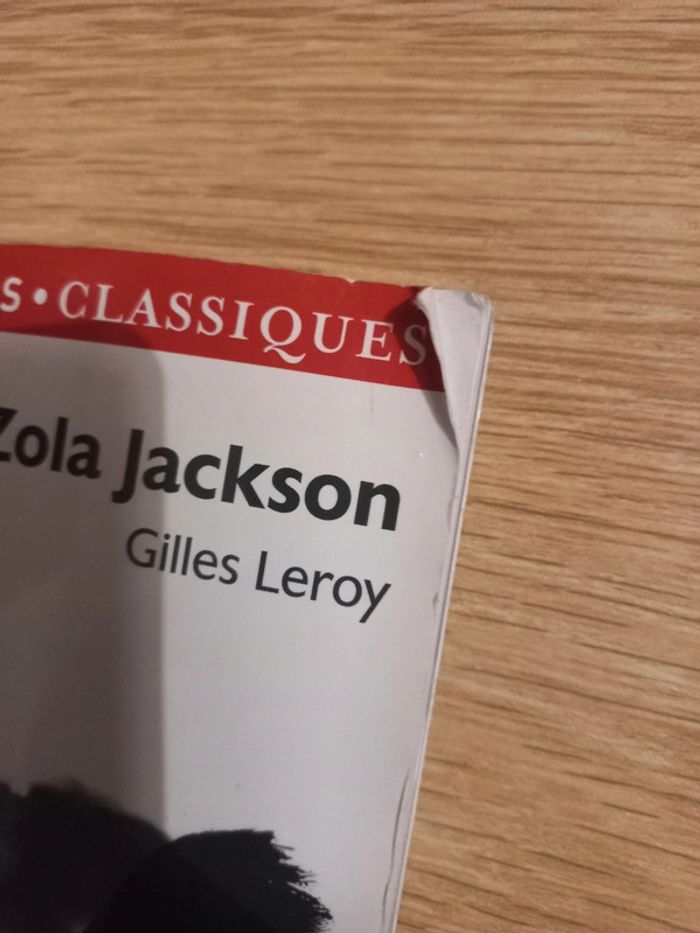 S • CLASSIQUES
Zola Jackson
Gilles Leroy